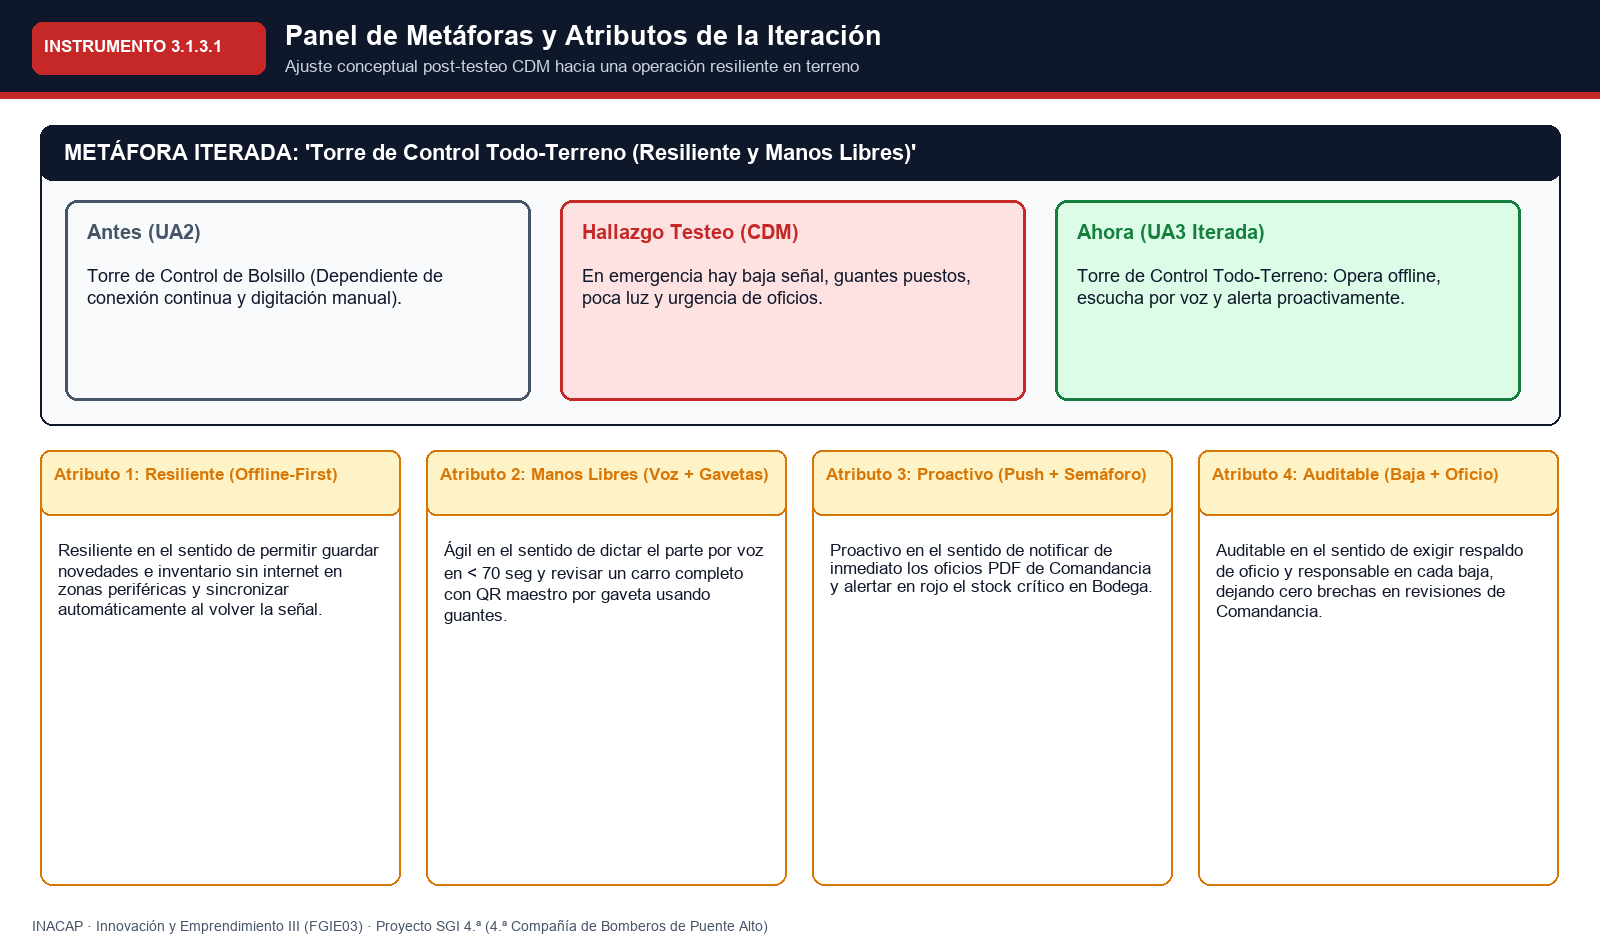 INSTRUMENTO 3.1.3.1
Panel de Metáforas y Atributos de la Iteración
Ajuste conceptual post-testeo CDM hacia una operación resiliente en terreno
METÁFORA ITERADA: 'Torre de Control Todo-Terreno (Resiliente y Manos Libres)'
Antes (UA2)
Torre de Control de Bolsillo (Dependiente de
conexión continua y digitación manual).
Hallazgo Testeo (CDM)
En emergencia hay baja señal, guantes puestos,
poca luz y urgencia de oficios.
Ahora (UA3 Iterada)
Torre de Control Todo-Terreno: Opera offline,
escucha por voz y alerta proactivamente.
Atributo 1: Resiliente (Offline-First)
Resiliente en el sentido de permitir guardar
novedades e inventario sin internet en
zonas periféricas y sincronizar
automáticamente al volver la señal.
Atributo 2: Manos Libres (Voz + Gavetas)
Ágil en el sentido de dictar el parte por voz
en < 70 seg y revisar un carro completo
con QR maestro por gaveta usando
guantes.
Atributo 3: Proactivo (Push + Semáforo)
Proactivo en el sentido de notificar de
inmediato los oficios PDF de Comandancia
y alertar en rojo el stock crítico en Bodega.
Atributo 4: Auditable (Baja + Oficio)
Auditable en el sentido de exigir respaldo
de oficio y responsable en cada baja,
dejando cero brechas en revisiones de
Comandancia.
INACAP · Innovación y Emprendimiento III (FGIE03) · Proyecto SGI 4.ª (4.ª Compañía de Bomberos de Puente Alto)